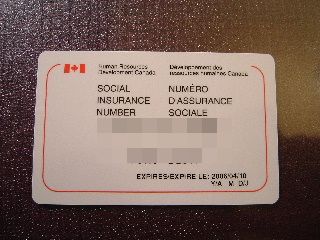 Human Resources
Development Canada
Développement des
ressources humaines Canada
SOCIAL
INSURANCE
NUMBER
NUMÉRO
D'ASSURANCE
SOCIALE
EXPIRES/EXPIRE LE: 2006/04/10
Y/A M D/J